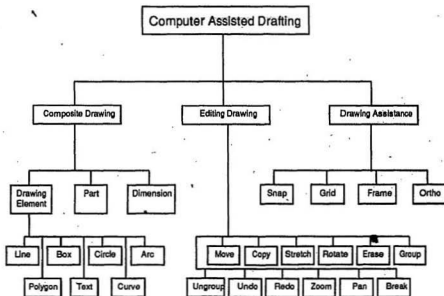 Computer Assisted Drafting
Composite Drawing
Editing Drawing
Drawing Assistance
Drawing
Element
Part
Dimension
Snap
Grid
Frame
Ortho
Line
Box
Circle
Arc
Move
Copy
Stretch
Rotate
Erase
Group
Polygon
Text
Curve
Ungroup
Undo
Redo
Zoom
Pan
Break